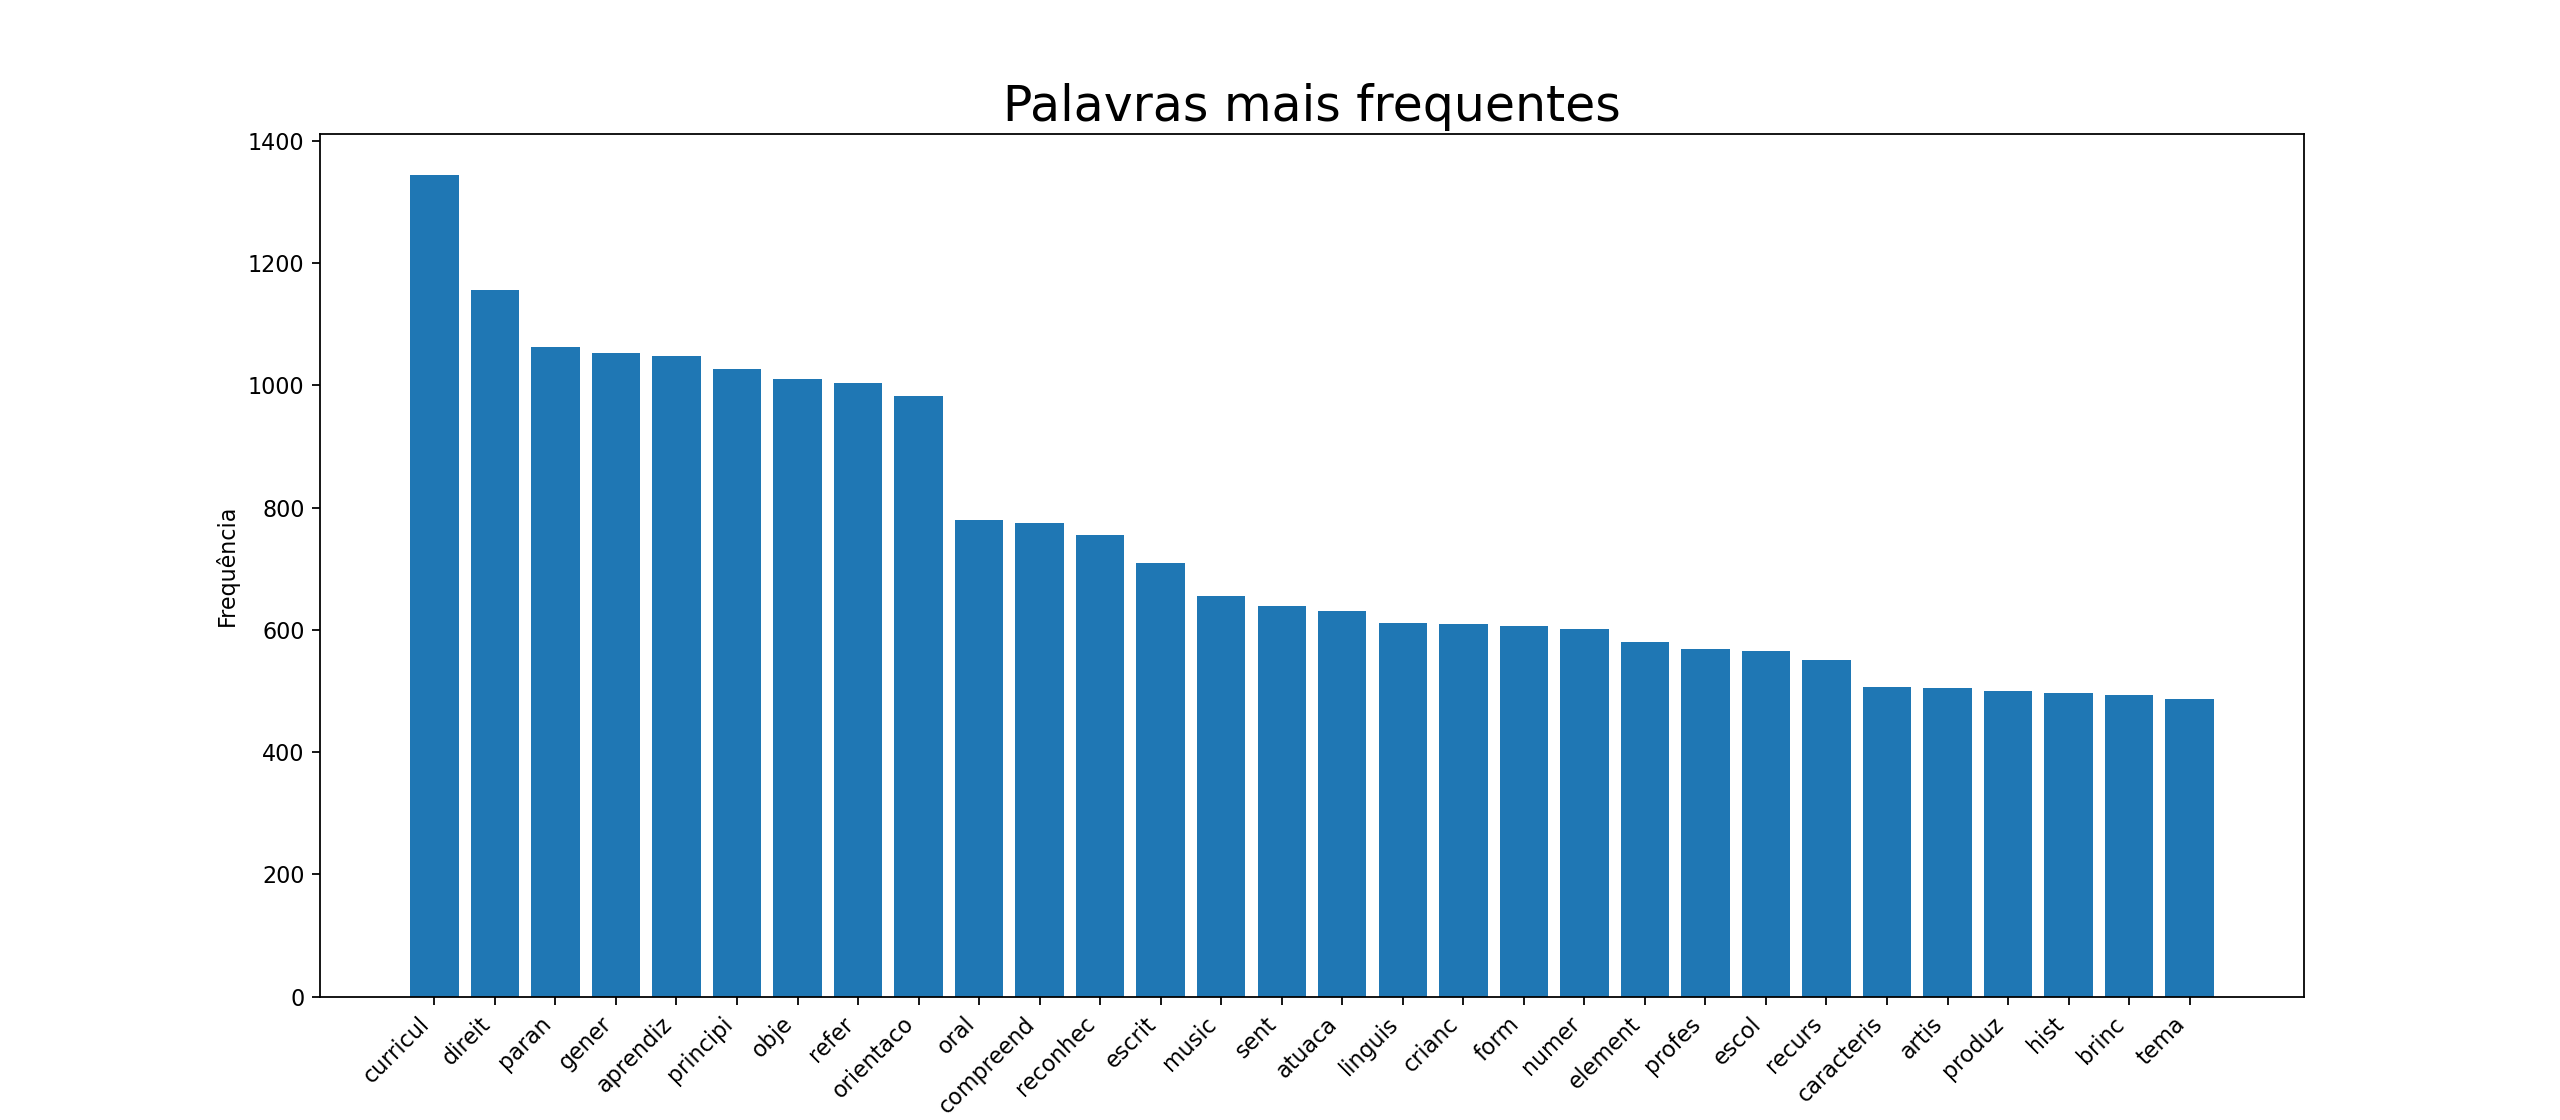 Palavras mais frequentes
Frequência
1400
1200
1000
800
600
400
200
0
curricul
direit
paran
gener
aprendiz
principi
obje
refer
orientaco
oral
compreend
reconhec
escrit
music
sent
atuaca
linguis
crianc
form
numer
element
profes
escol
recurs
caracteris
artis
produz
hist
brinc
tema